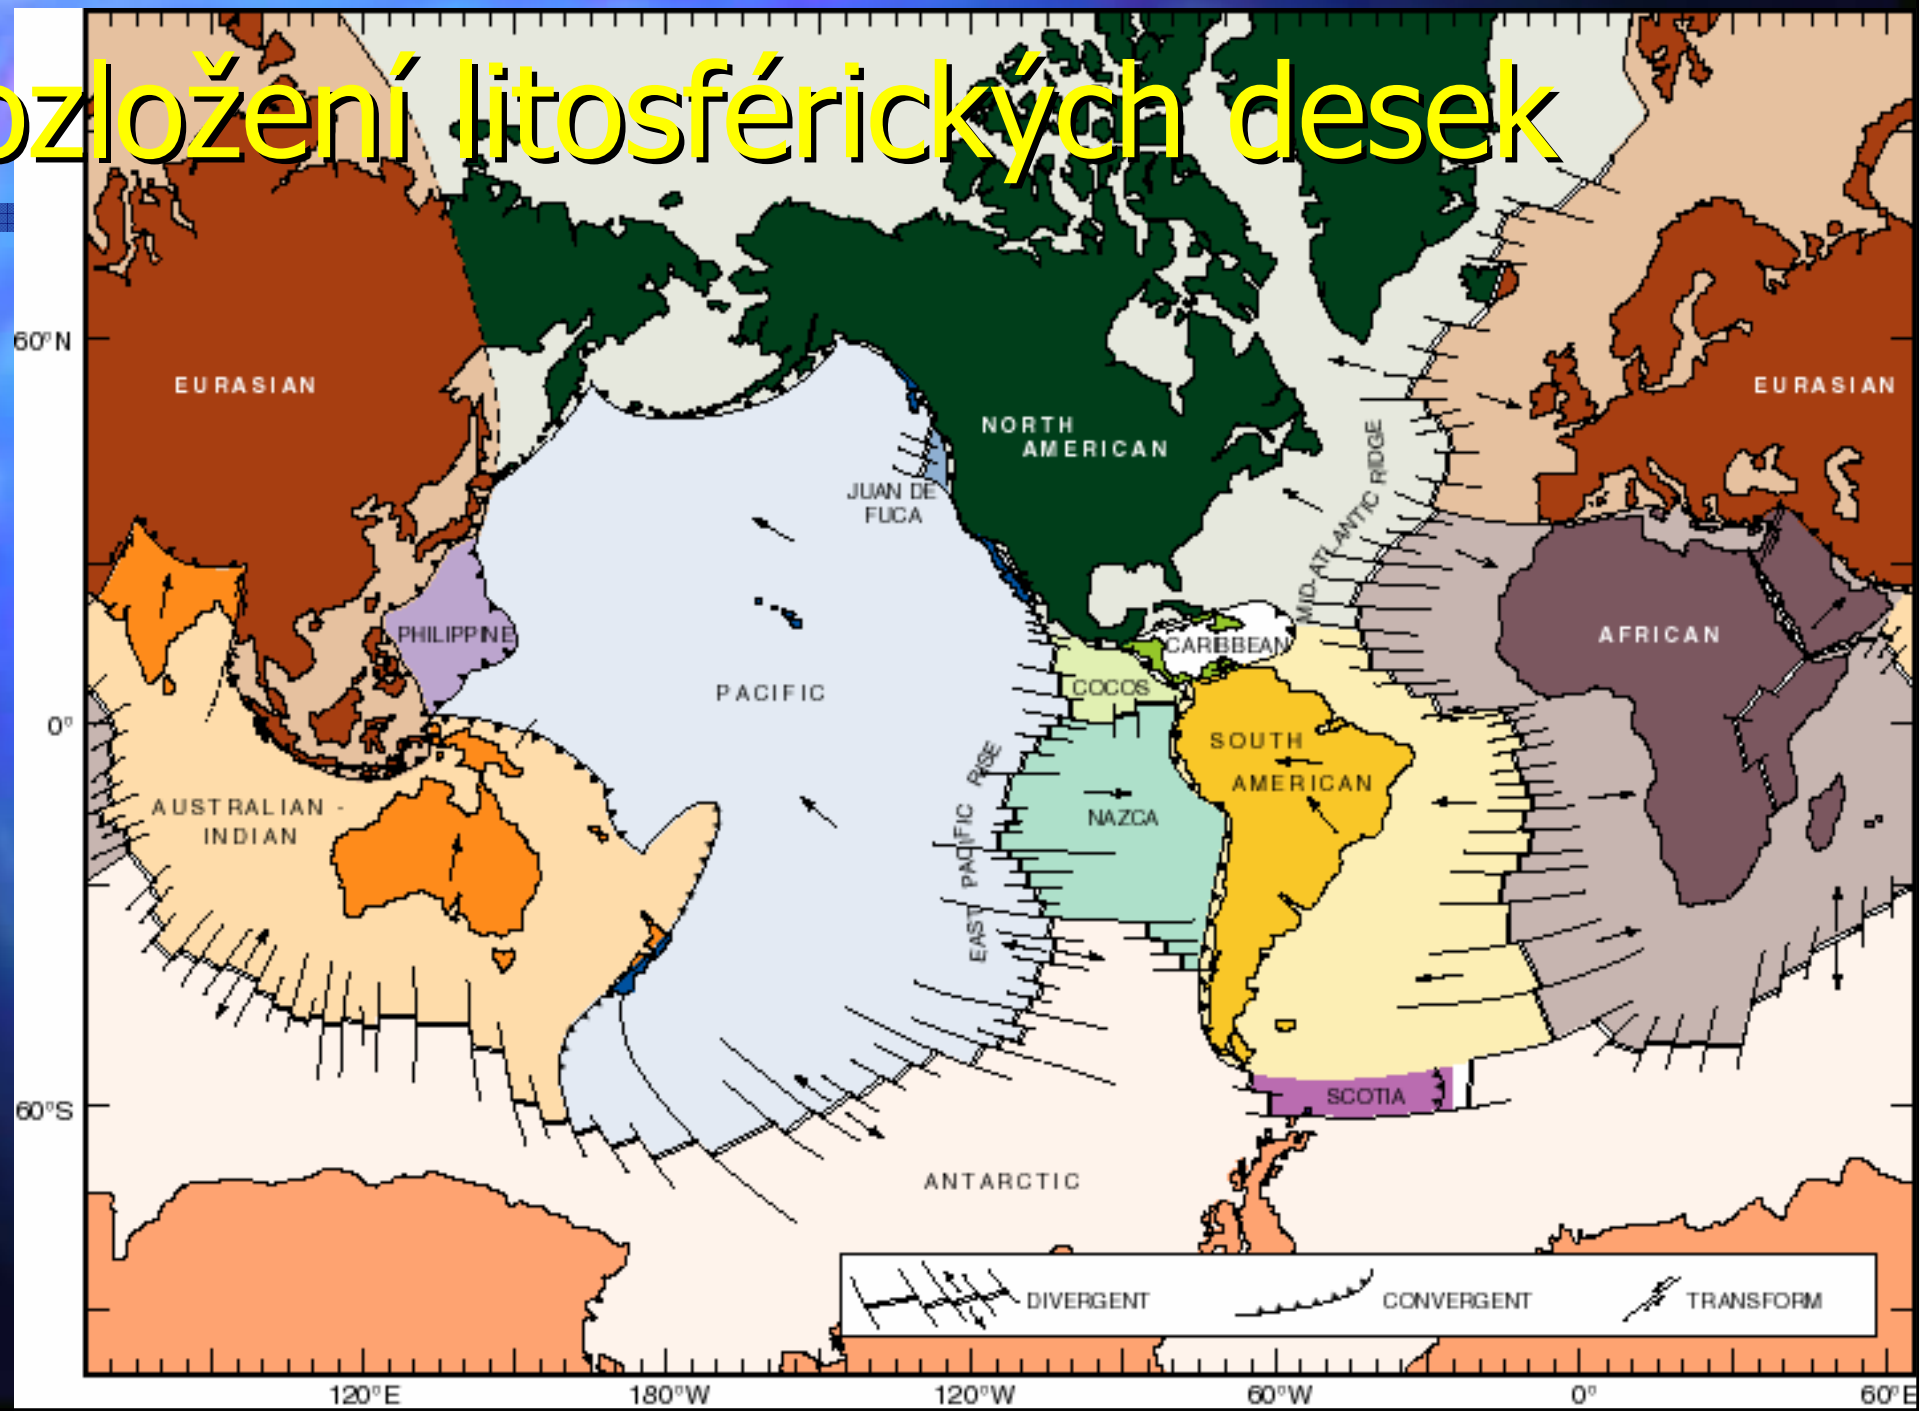 ozložení litosférických desek
60°N
EURASIAN
EURASIAN
NORTH
AMERICAN
JUAN DE
FUCA
MID-ATLANTIC RIDGE
PHILIPPINE
CARIBBEAN
AFRICAN
PACIFIC
COCOS
0°
SOUTH
AMERICAN
EAST PACIFIC RISE
NAZCA
AUSTRALIAN -
INDIAN
60°S
SCOTIA
ANTARCTIC
DIVERGENT
CONVERGENT
TRANSFORM
120°E
180°W
120°W
60°W
0°
60°E